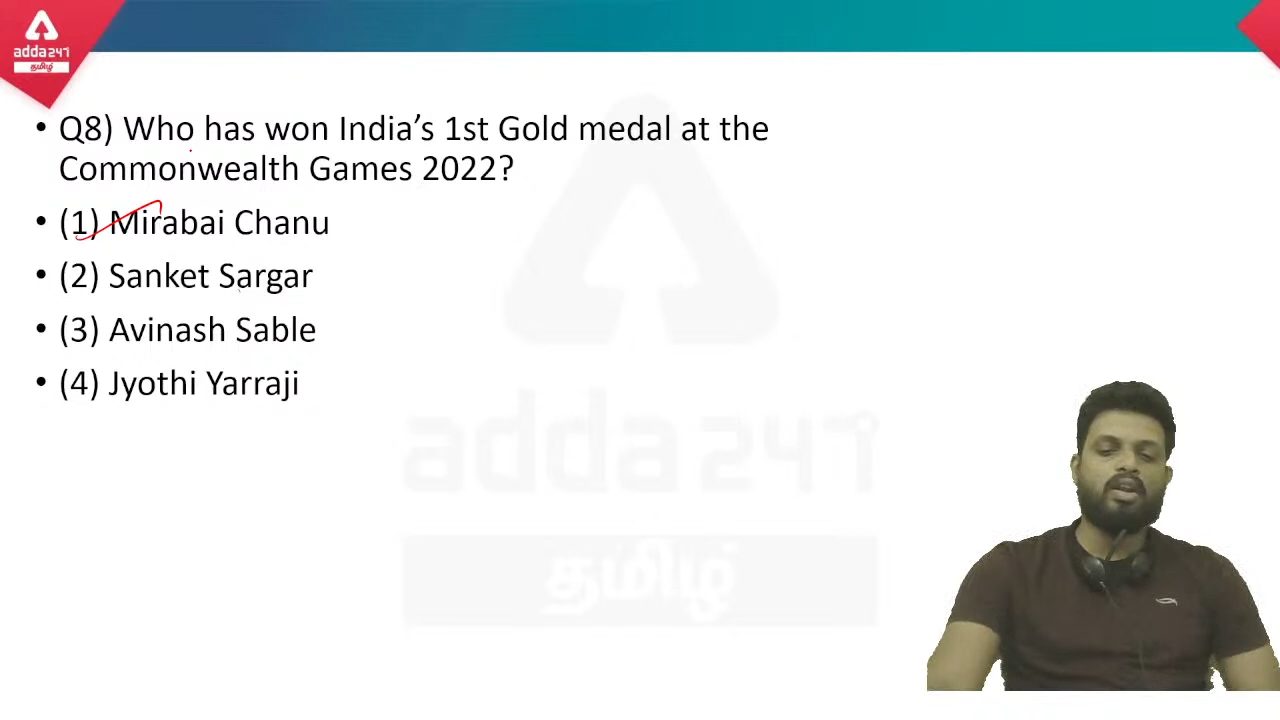 adda247
தமிழ்
• Q8) Who has won India’s 1st Gold medal at the
Commonwealth Games 2022?
• (1) Mirabai Chanu
• (2) Sanket Sargar
• (3) Avinash Sable
• (4) Jyothi Yarraji
adda247
தமிழ்